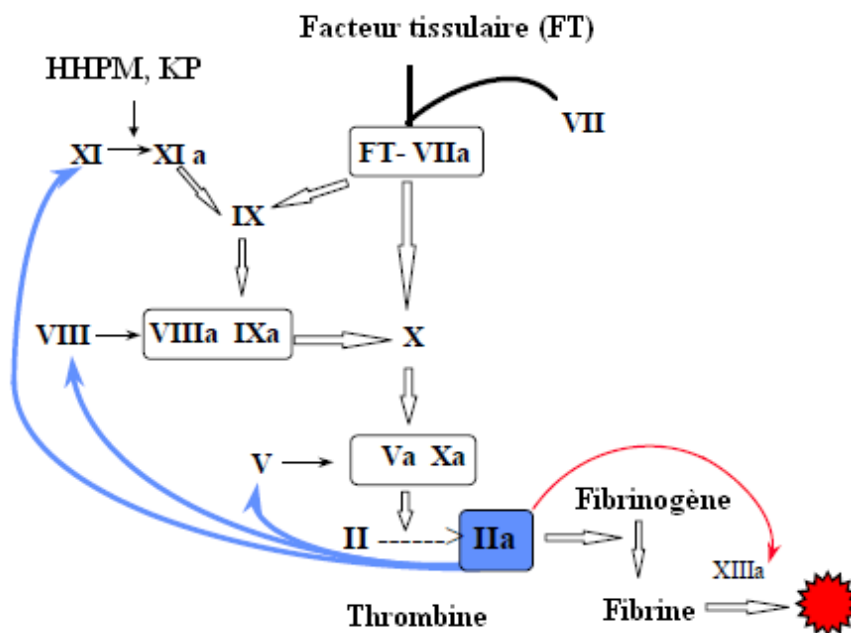 Facteur tissulaire (FT)
HHPM, KP
VII
XI
XI a
FT- VIIa
IX
VIII
VIIIa IXa
X
V
Va Xa
Fibrinogène
II
IIa
XIIIa
Thrombine
Fibrine